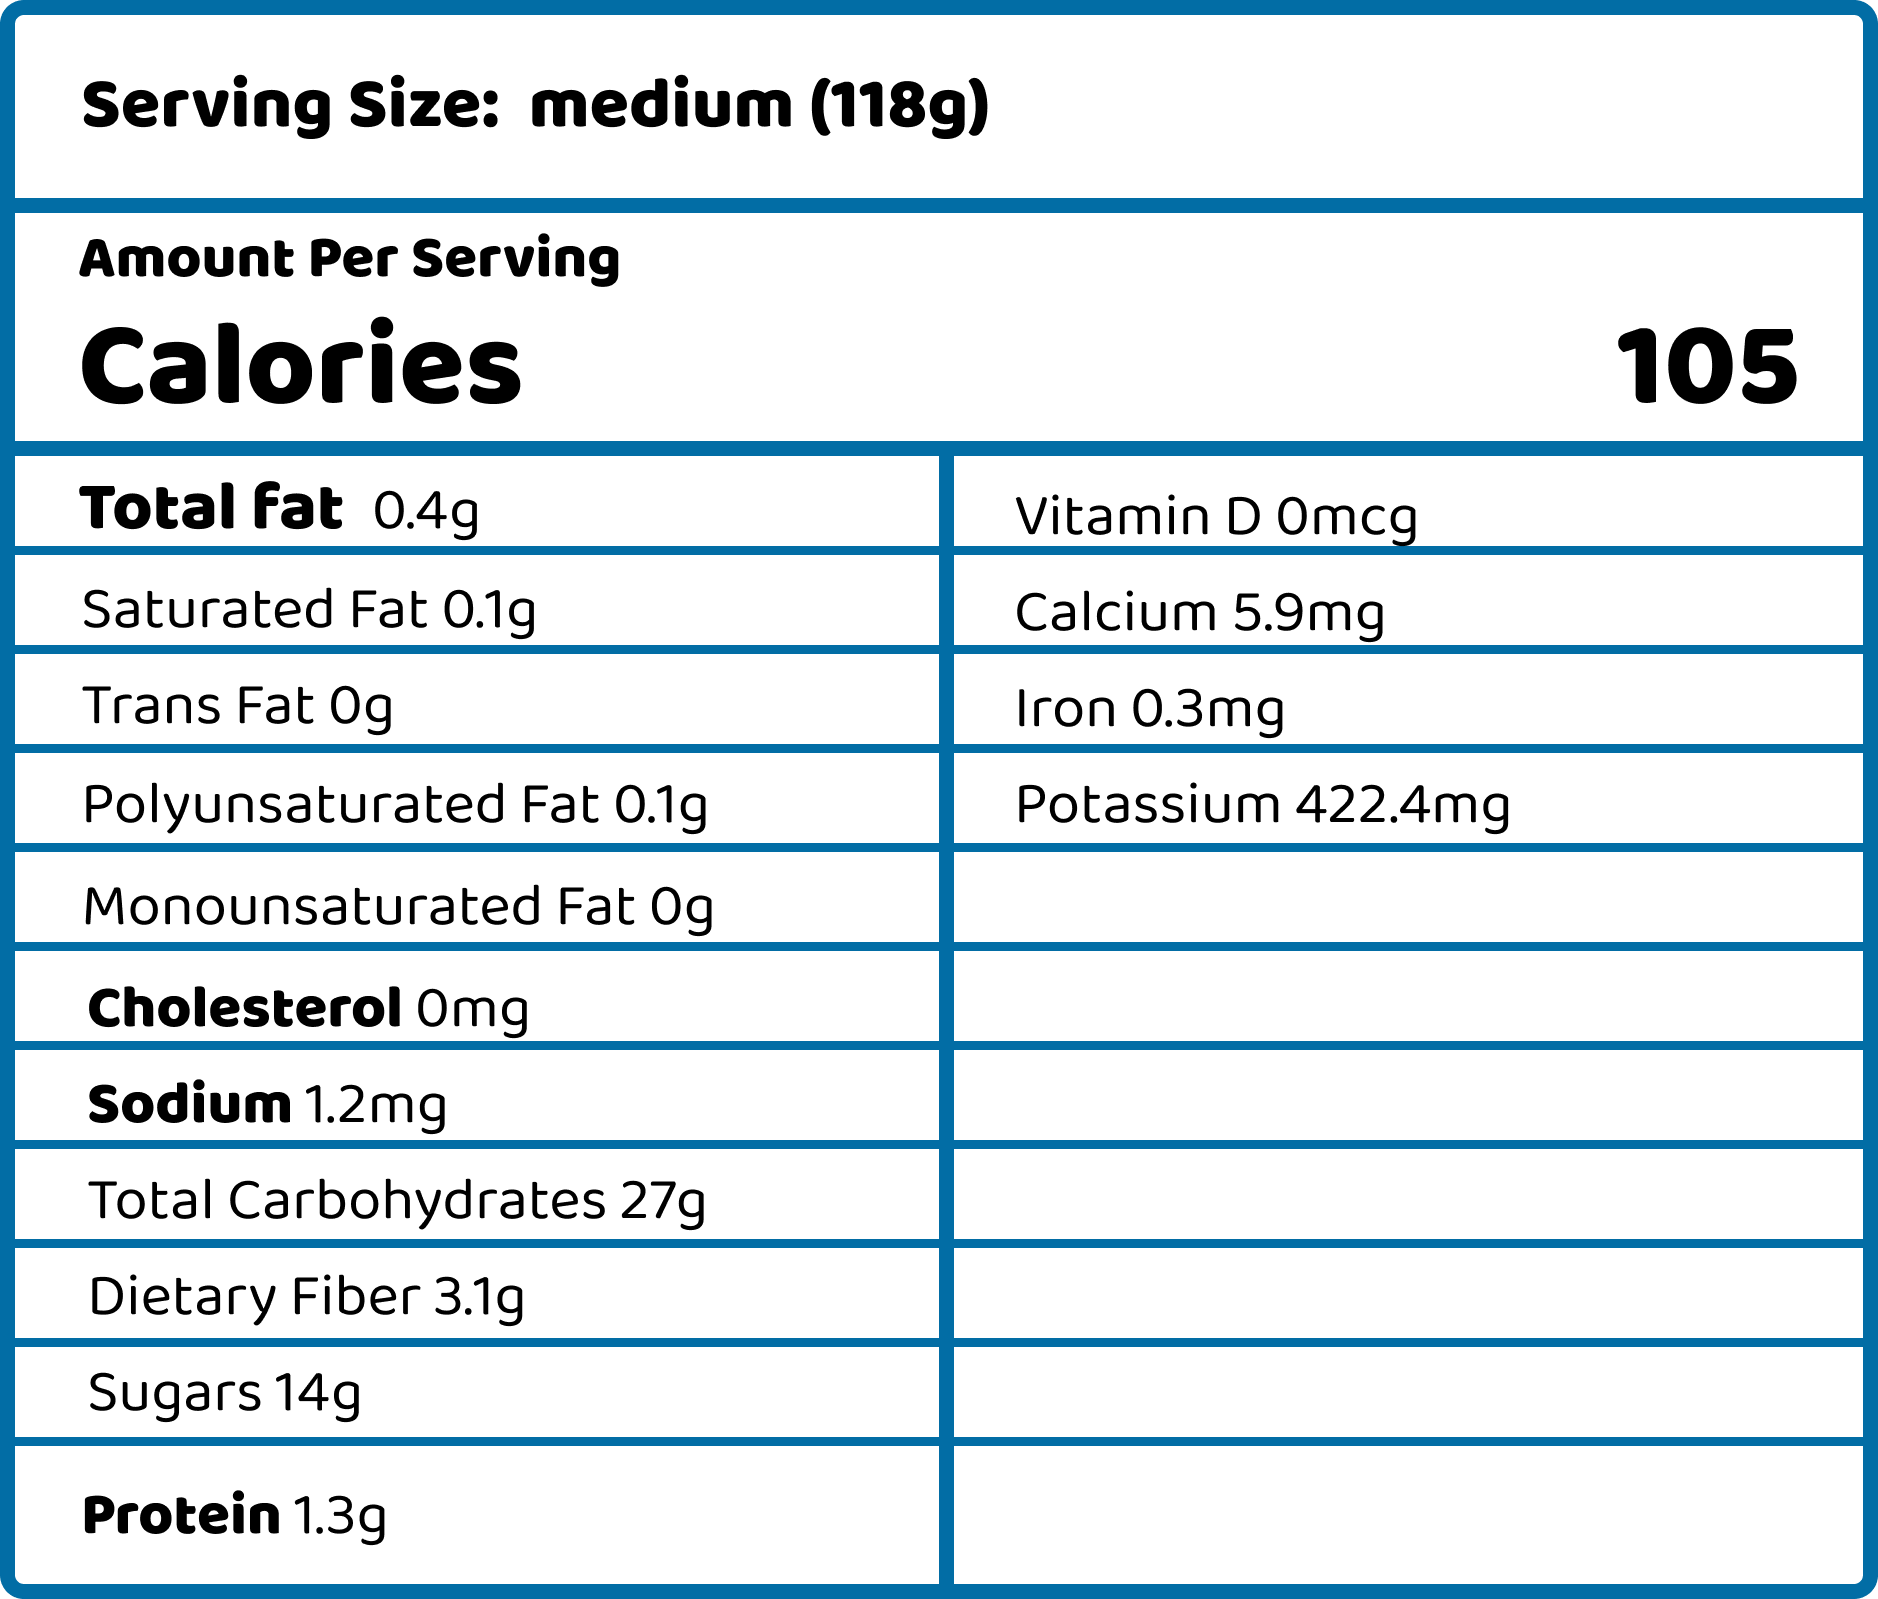 Serving Size: medium (118g)
Amount Per Serving
Calories 105
Total fat 0.4g
Saturated Fat 0.1g
Trans Fat 0g
Polyunsaturated Fat 0.1g
Monounsaturated Fat 0g
Cholesterol 0mg
Sodium 1.2mg
Total Carbohydrates 27g
Dietary Fiber 3.1g
Sugars 14g
Protein 1.3g
Vitamin D 0mcg
Calcium 5.9mg
Iron 0.3mg
Potassium 422.4mg